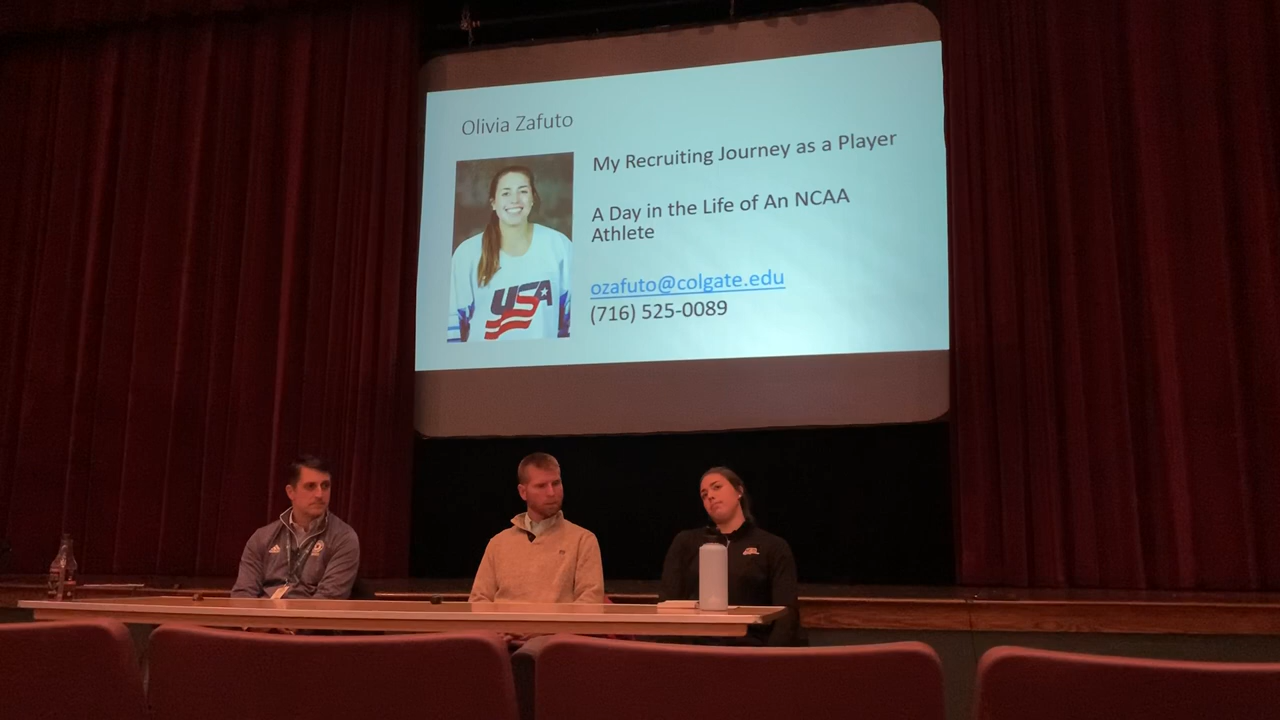 Olivia Zafuto
My Recruiting Journey as a Player
A Day in the Life of An NCAA
Athlete
ozafuto@colgate.edu
(716) 525-0089
USA